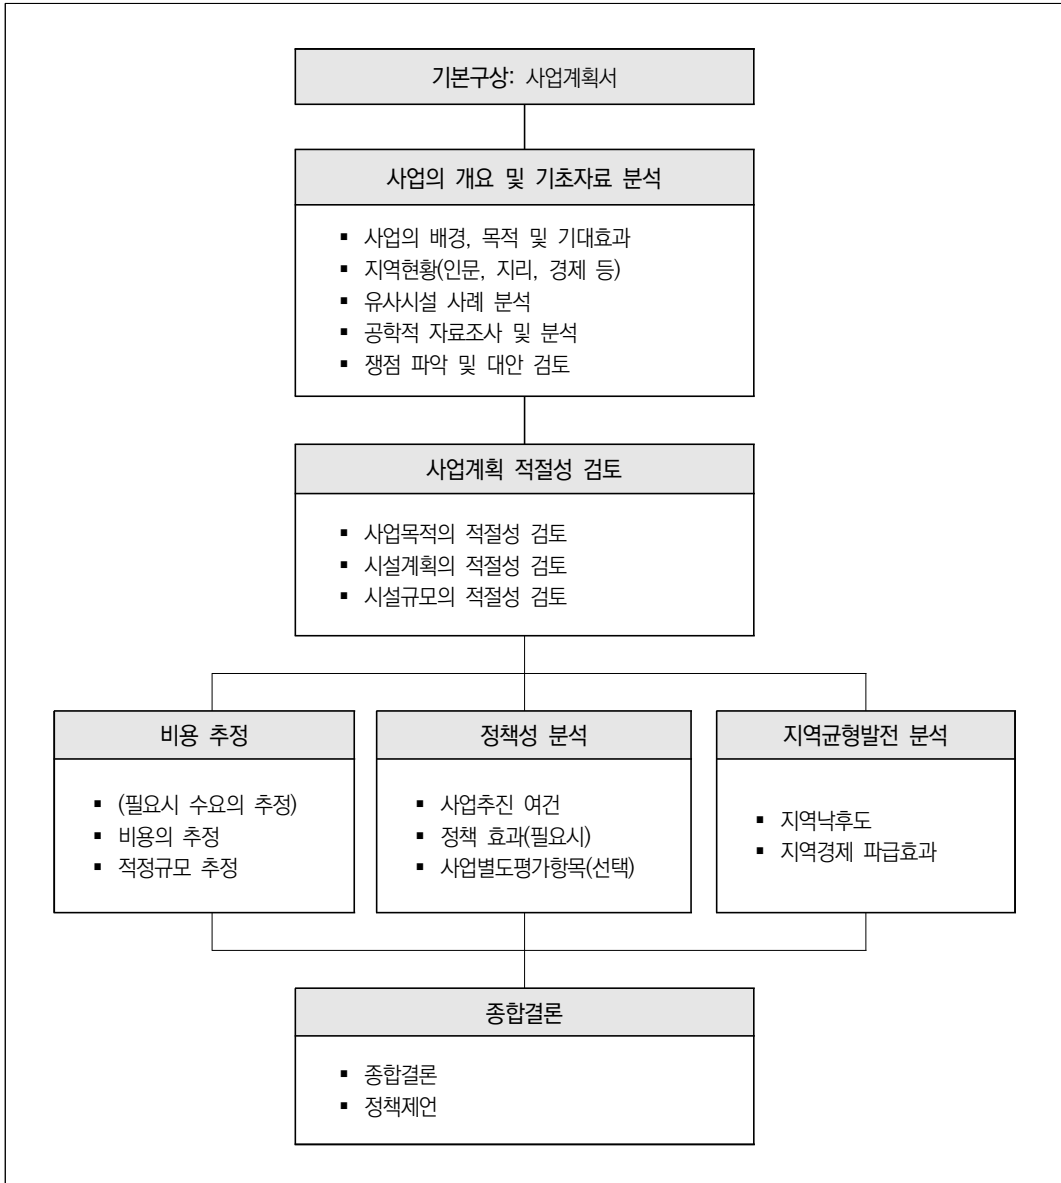 기본구상: 사업계획서
사업의 개요 및 기초자료 분석
▪ 사업의 배경, 목적 및 기대효과
▪ 지역현황(인문, 지리, 경제 등)
▪ 유사시설 사례 분석
▪ 공학적 자료조사 및 분석
▪ 쟁점 파악 및 대안 검토
사업계획 적절성 검토
▪ 사업목적의 적절성 검토
▪ 시설계획의 적절성 검토
▪ 시설규모의 적절성 검토
비용 추정
▪ (필요시 수요의 추정)
▪ 비용의 추정
▪ 적정규모 추정
정책성 분석
▪ 사업추진 여건
▪ 정책 효과(필요시)
▪ 사업별도평가항목(선택)
지역균형발전 분석
▪ 지역낙후도
▪ 지역경제 파급효과
종합결론
▪ 종합결론
▪ 정책제언